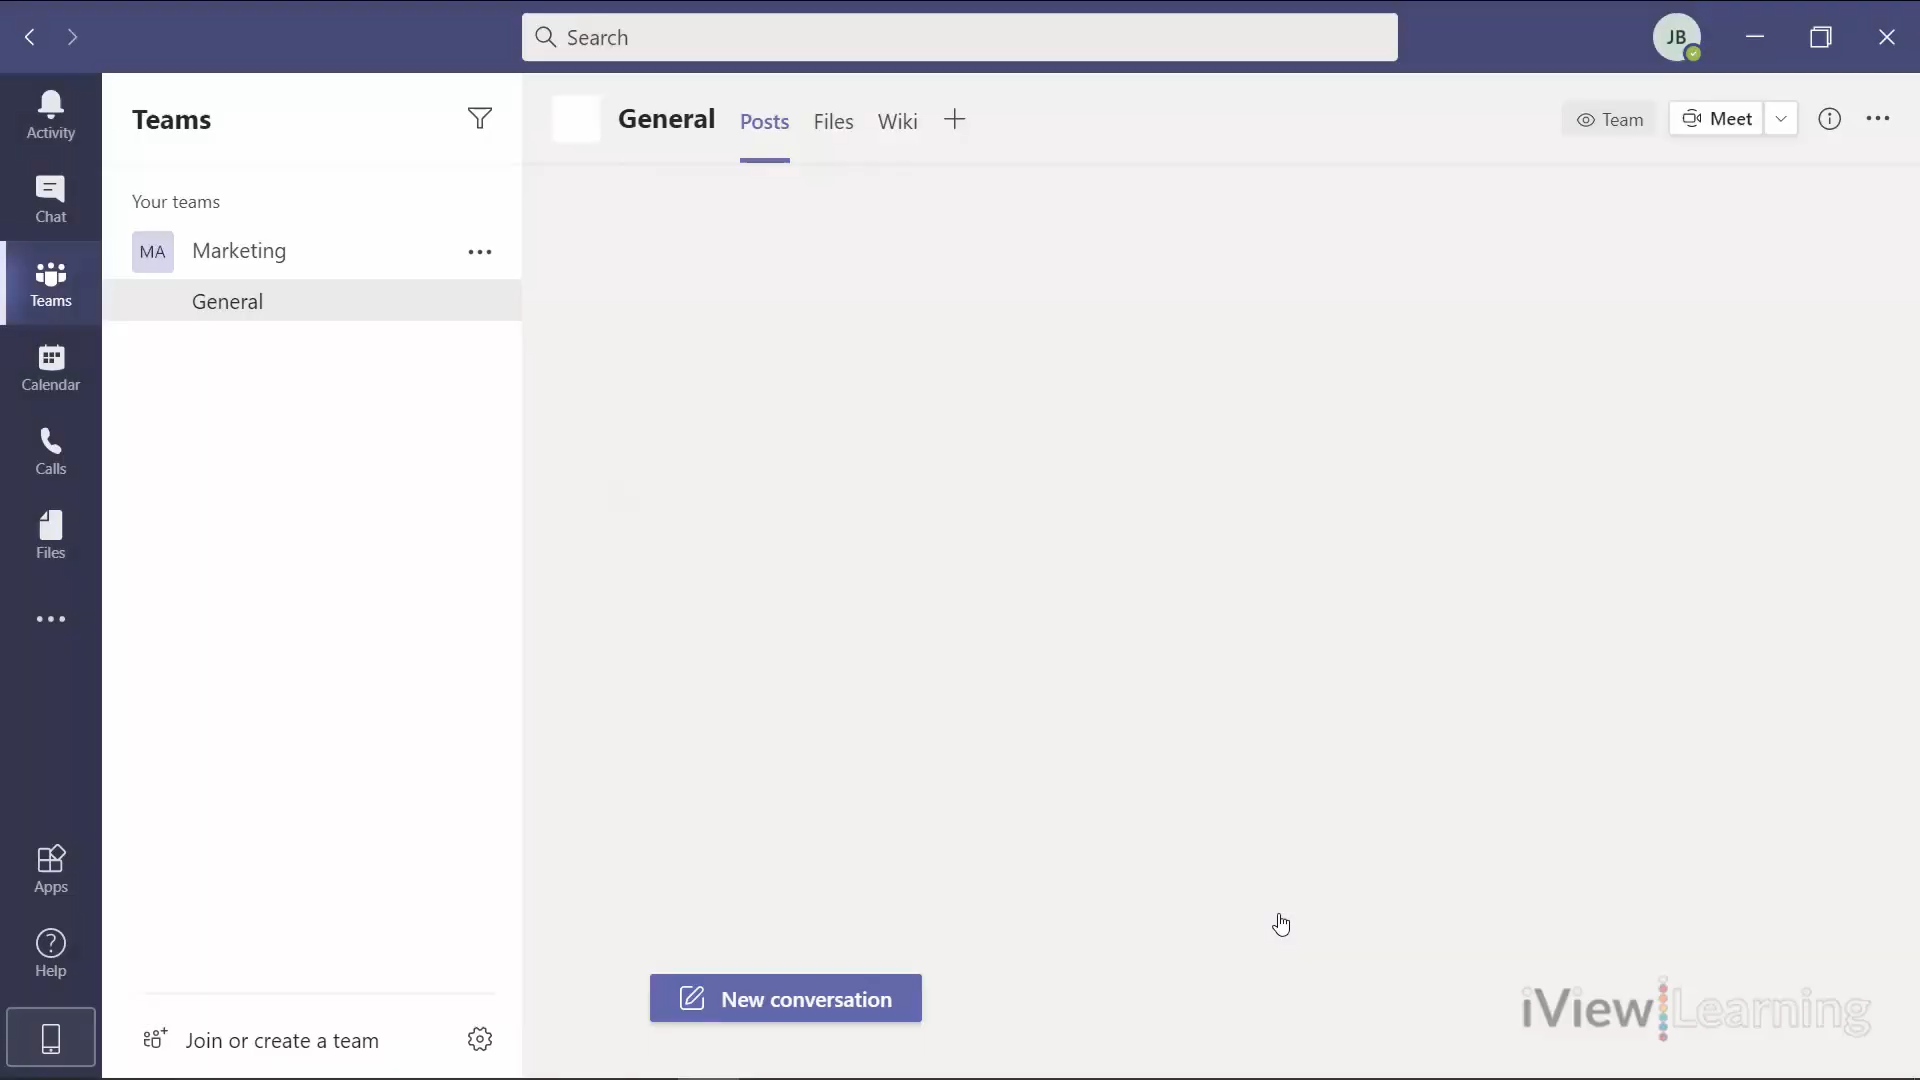 Search
JB
Activity
Chat
Teams
Calendar
Calls
Files
Apps
Help
Teams
Your teams
MA Marketing
General
Join or create a team
General Posts Files Wiki
Team Meet
New conversation
iView Learning